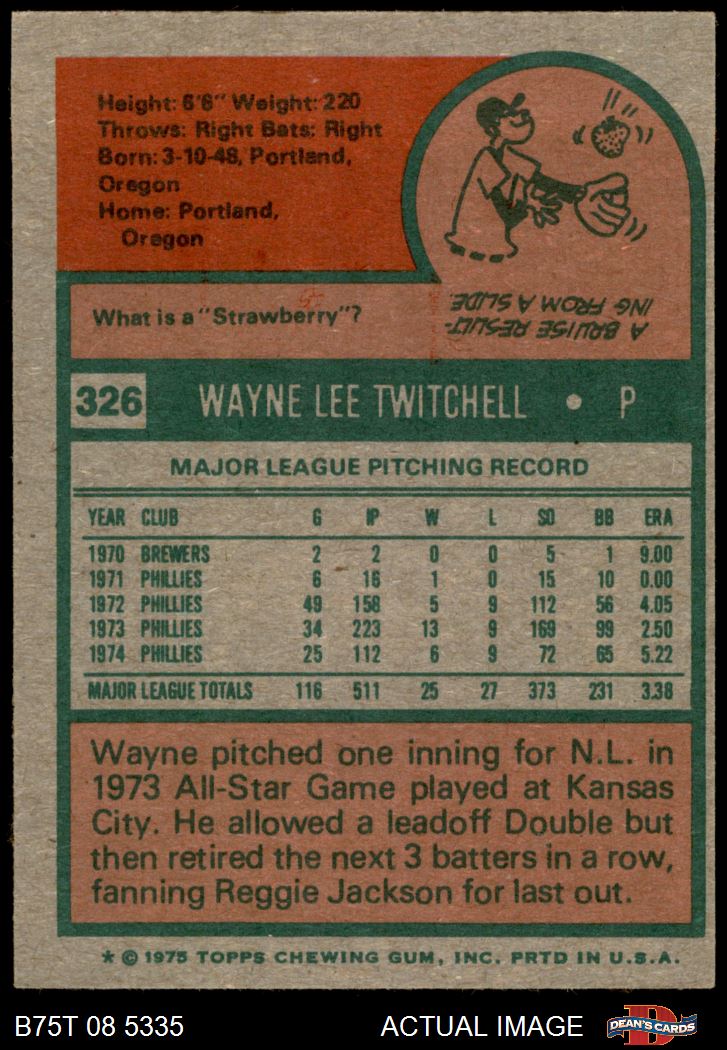 Height: 6'6" Weight: 220
Throws: Right Bats: Right
Born: 3-10-48, Portland,
Oregon
Home: Portland,
Oregon
What is a "Strawberry"?
A BRUISE RESULT-
ING FROM A SLIDE.
326 WAYNE LEE TWITCHELL • P
MAJOR LEAGUE PITCHING RECORD
YEAR CLUB G IP W L SO BB ERA
1970 BREWERS 2 2 0 0 5 1 9.00
1971 PHILLIES 6 16 1 0 15 10 0.00
1972 PHILLIES 49 158 5 9 112 56 4.05
1973 PHILLIES 34 223 13 9 169 99 2.50
1974 PHILLIES 25 112 6 9 72 65 5.22
MAJOR LEAGUE TOTALS 116 511 25 27 373 231 3.38
Wayne pitched one inning for N.L. in
1973 All-Star Game played at Kansas
City. He allowed a leadoff Double but
then retired the next 3 batters in a row,
fanning Reggie Jackson for last out.
* © 1975 TOPPS CHEWING GUM, INC. PRTD IN U.S.A.
B75T 08 5335 ACTUAL IMAGE DEAN'S CARDS